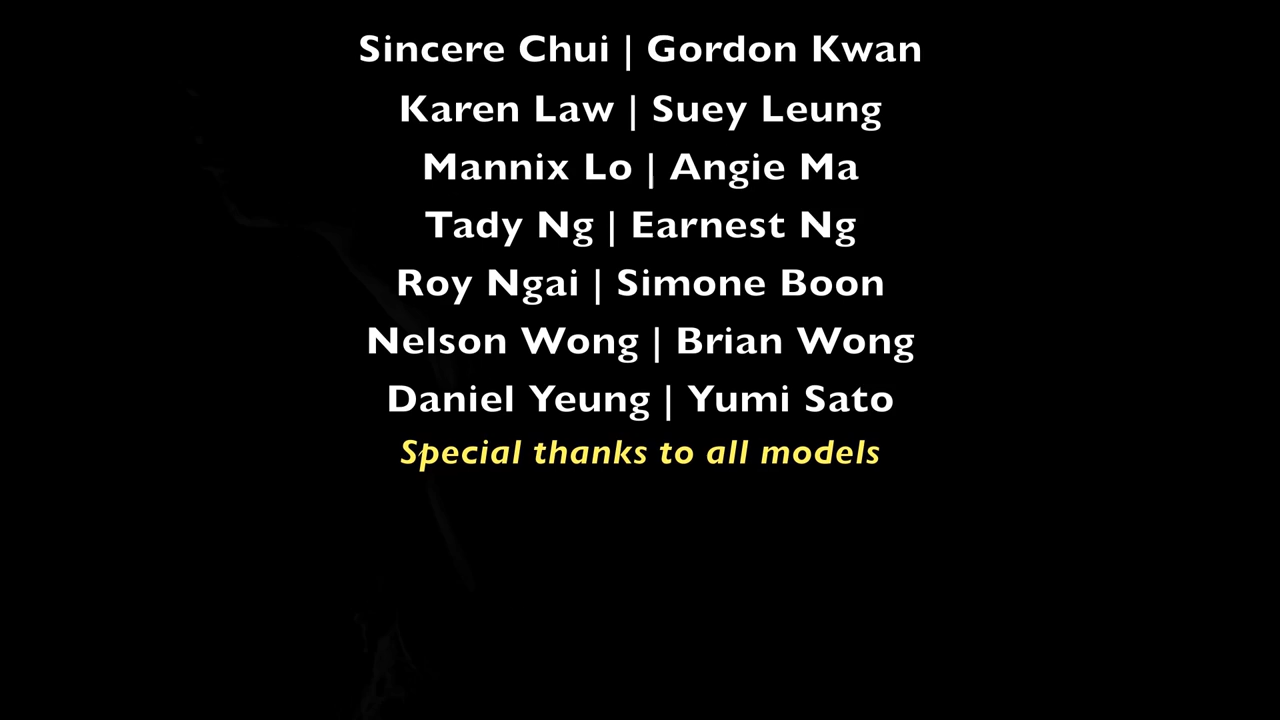 Sincere Chui | Gordon Kwan
Karen Law | Suey Leung
Mannix Lo | Angie Ma
Tady Ng | Earnest Ng
Roy Ngai | Simone Boon
Nelson Wong | Brian Wong
Daniel Yeung | Yumi Sato
Special thanks to all models